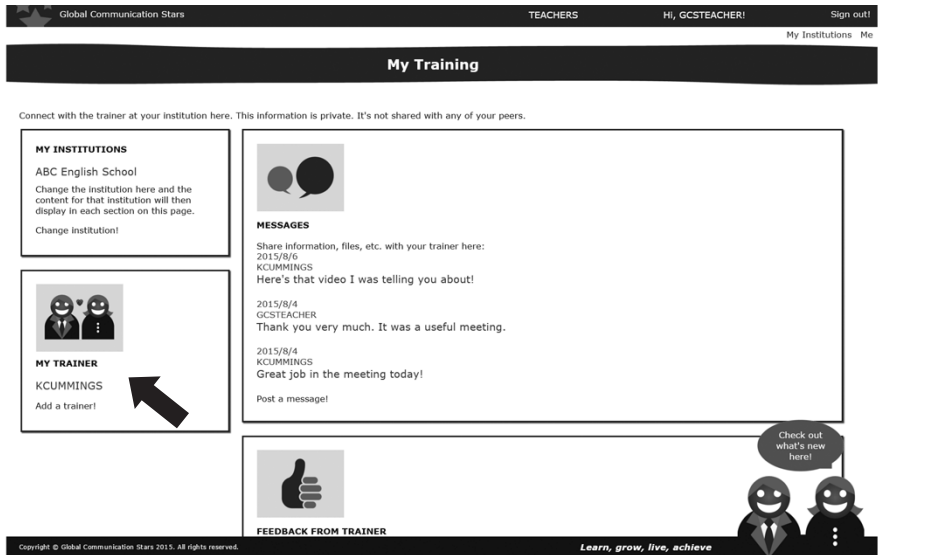 Global Communication Stars
TEACHERS
Hi, GCSTEACHER!
Sign out!
My Institutions Me
My Training
Connect with the trainer at your institution here. This information is private. It's not shared with any of your peers.
MY INSTITUTIONS
ABC English School
Change the institution here and the
content for that institution will then
display in each section on this page.
Change institution!
MY TRAINER
KCUMMINGS
Add a trainer!
MESSAGES
Share information, files, etc. with your trainer here:
2015/8/6
KCUMMINGS
Here's that video I was telling you about!
2015/8/4
GCSTEACHER
Thank you very much. It was a useful meeting.
2015/8/4
KCUMMINGS
Great job in the meeting today!
Post a message!
FEEDBACK FROM TRAINER
Check out
what's new
here!
Copyright © Global Communication Stars 2015. All rights reserved.
Learn, grow, live, achieve